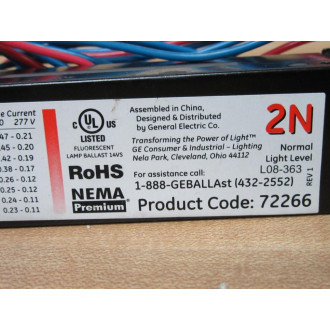 e Current
0 277 V
47 - 0.21
.45 - 0.20
.42 - 0.19
0.38 - 0.17
0.26 - 0.12
0.25 - 0.12
0.24 - 0.11
0.23 - 0.11
c UL US
LISTED
FLUORESCENT
LAMP BALLAST 14V5
RoHS
NEMA
Premium
Assembled in China,
Designed & Distributed
by General Electric Co.
Transforming the Power of Light™
GE Consumer & Industrial - Lighting
Nela Park, Cleveland, Ohio 44112
For assistance call:
1-888-GEBALLAst (432-2552)
Product Code: 72266
2N
Normal
Light Level
L08-363
REV 1